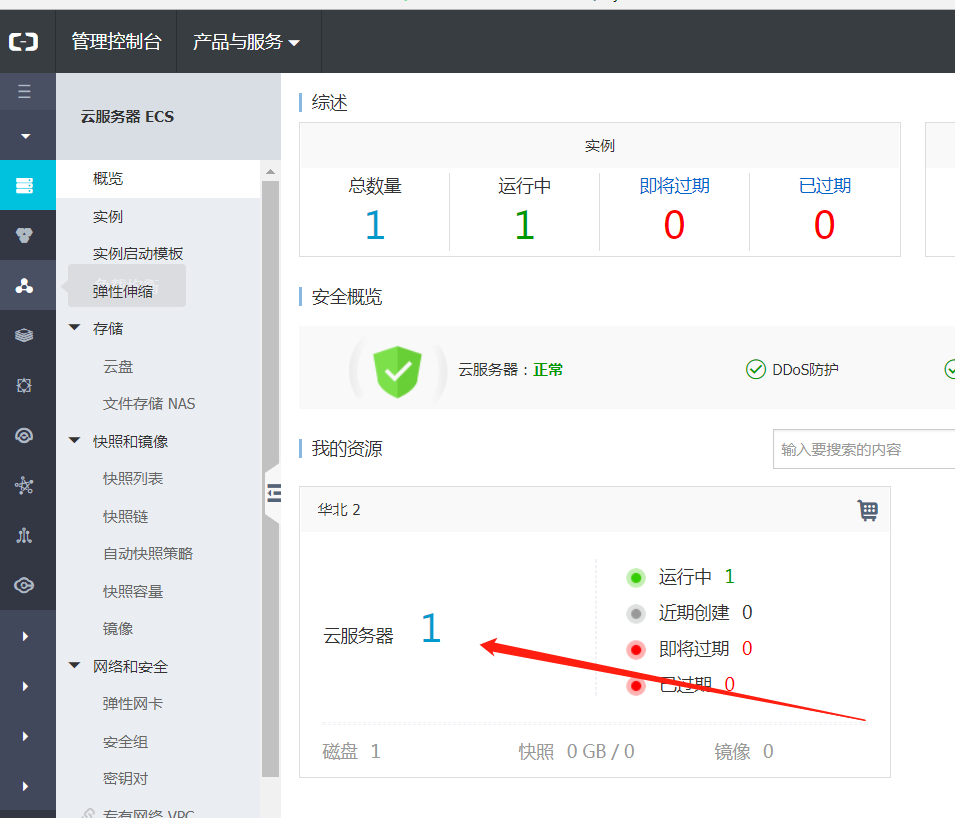 管理控制台 产品与服务
云服务器 ECS
概览
实例
实例启动模板
弹性伸缩
存储
云盘
文件存储 NAS
快照和镜像
快照列表
快照链
自动快照策略
快照容量
镜像
网络和安全
弹性网卡
安全组
密钥对
专有网络 VPC
综述
实例
总数量 运行中 即将过期 已过期
1 1 0 0
安全概览
云服务器：正常 DDoS防护
我的资源 输入要搜索的内容
华北 2
云服务器 1
运行中 1
近期创建 0
即将过期 0
已过期 0
磁盘 1 快照 0 GB / 0 镜像 0